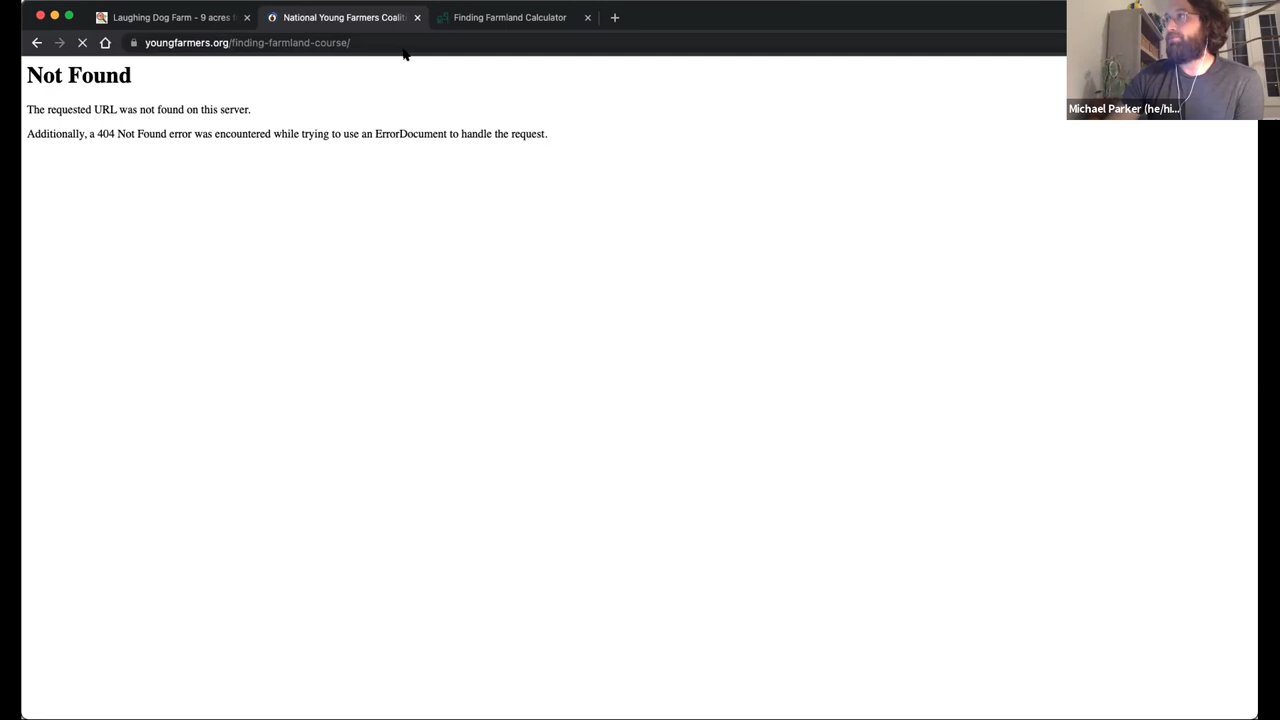 Laughing Dog Farm - 9 acres
National Young Farmers Coalit
Finding Farmland Calculator
youngfarmers.org/finding-farmland-course/
Not Found
The requested URL was not found on this server.
Additionally, a 404 Not Found error was encountered while trying to use an ErrorDocument to handle the request.
Michael Parker (he/hi...